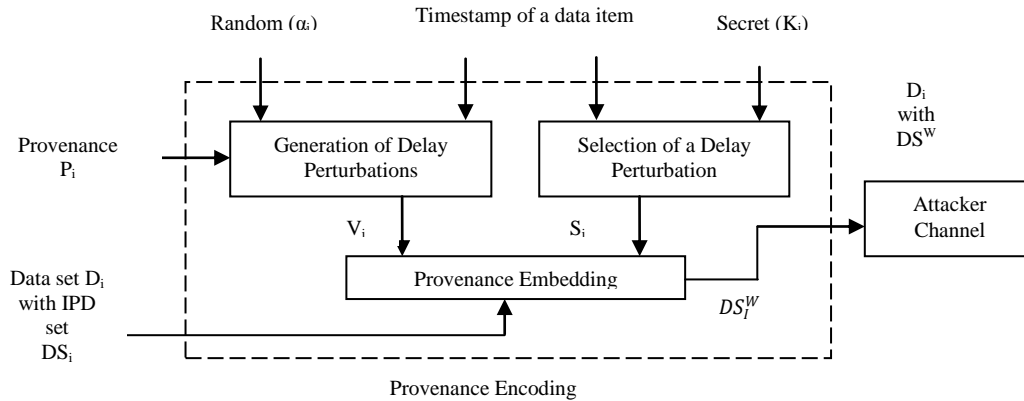 Random (αᵢ)
Timestamp of a data item
Secret (Kᵢ)
Dᵢ
with
DSᵂ
Provenance
Pᵢ
Generation of Delay
Perturbations
Selection of a Delay
Perturbation
Attacker
Channel
Vᵢ
Sᵢ
Provenance Embedding
Data set Dᵢ
with IPD
set
DSᵢ
DS_I^W
Provenance Encoding